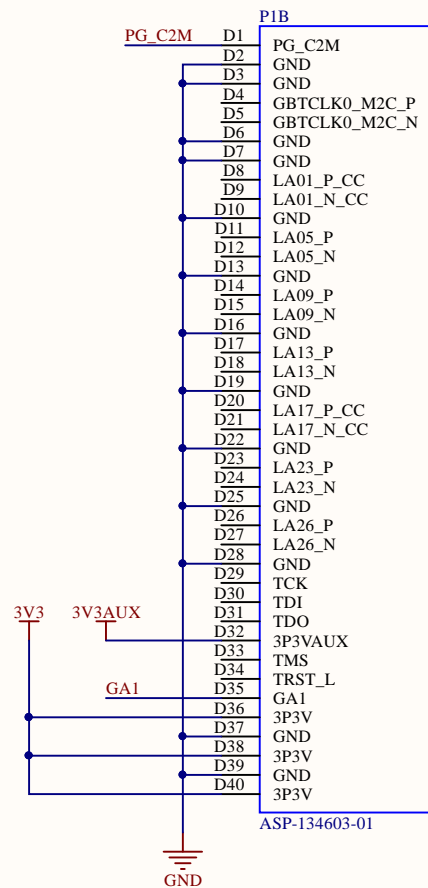 P1B
PG_C2M D1 PG_C2M
D2 GND
D3 GND
D4 GBTCLK0_M2C_P
D5 GBTCLK0_M2C_N
D6 GND
D7 GND
D8 LA01_P_CC
D9 LA01_N_CC
D10 GND
D11 LA05_P
D12 LA05_N
D13 GND
D14 LA09_P
D15 LA09_N
D16 GND
D17 LA13_P
D18 LA13_N
D19 GND
D20 LA17_P_CC
D21 LA17_N_CC
D22 GND
D23 LA23_P
D24 LA23_N
D25 GND
D26 LA26_P
D27 LA26_N
D28 GND
D29 TCK
D30 TDI
3V3 3V3AUX D31 TDO
D32 3P3VAUX
D33 TMS
D34 TRST_L
GA1 D35 GA1
D36 3P3V
D37 GND
D38 3P3V
D39 GND
D40 3P3V
ASP-134603-01
GND